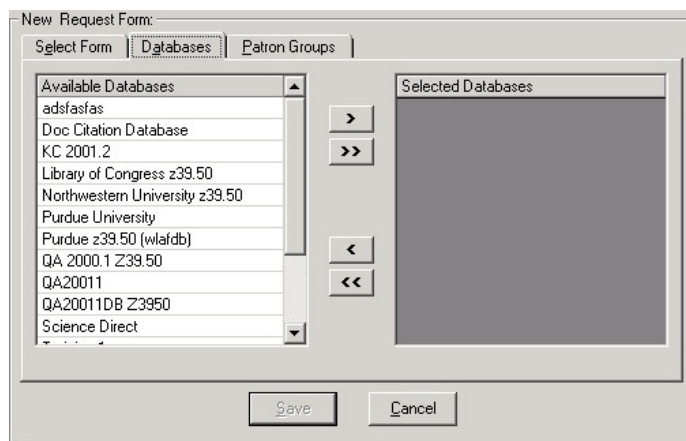 New Request Form:
Select Form Databases Patron Groups
Available Databases
adsfasfas
Doc Citation Database
KC 2001.2
Library of Congress z39.50
Northwestern University z39.50
Purdue University
Purdue z39.50 (wlafdb)
QA 2000.1 Z39.50
QA20011
QA20011DB Z3950
Science Direct
>
>>
<
<<
Selected Databases
Save Cancel